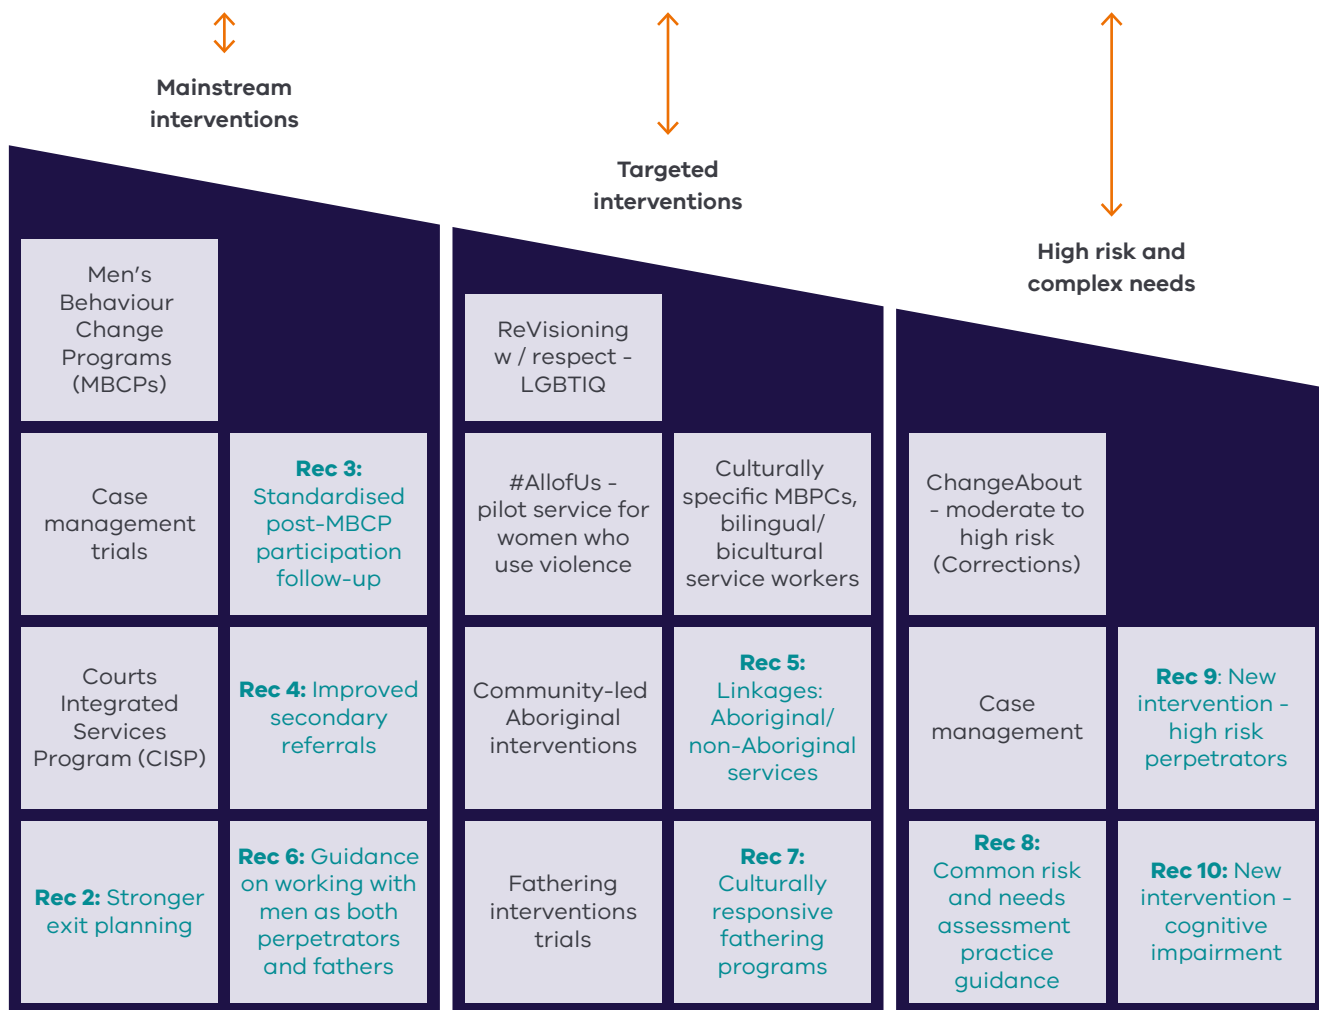 Mainstream
interventions
Targeted
interventions
High risk and
complex needs
Men's
Behaviour
Change
Programs
(MBCPs)
Case
management
trials
Rec 3:
Standardised
post-MBCP
participation
follow-up
Courts
Integrated
Services
Program (CISP)
Rec 4: Improved
secondary
referrals
Rec 2: Stronger
exit planning
Rec 6: Guidance
on working with
men as both
perpetrators
and fathers
ReVisioning
w / respect -
LGBTIQ
#AllofUs -
pilot service for
women who
use violence
Culturally
specific MBPCs,
bilingual/
bicultural
service workers
Community-led
Aboriginal
interventions
Rec 5:
Linkages:
Aboriginal/
non-Aboriginal
services
Fathering
interventions
trials
Rec 7:
Culturally
responsive
fathering
programs
ChangeAbout
- moderate to
high risk
(Corrections)
Case
management
Rec 9: New
intervention -
high risk
perpetrators
Rec 8:
Common risk
and needs
assessment
practice
guidance
Rec 10: New
intervention -
cognitive
impairment